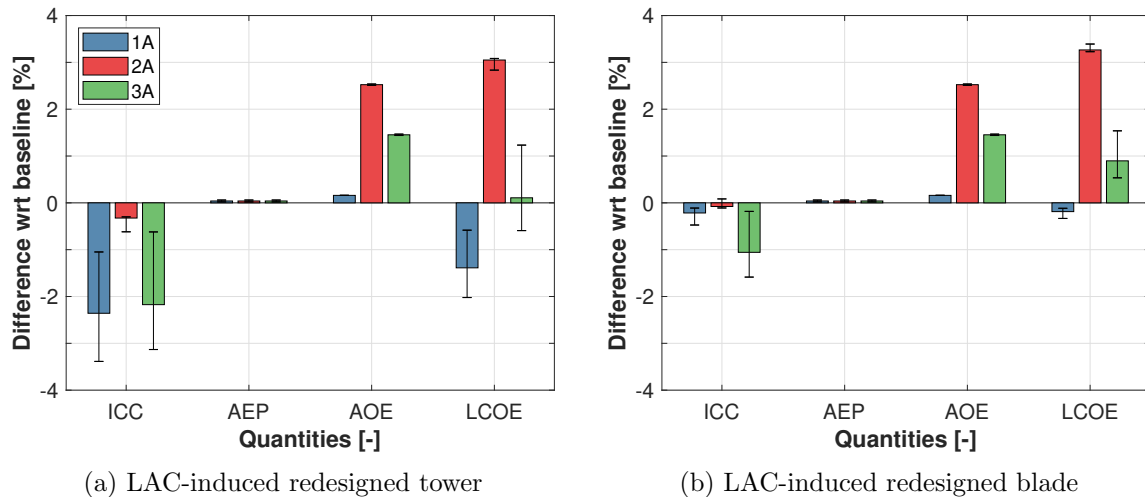 4
2
0
-2
-4
Difference wrt baseline [%]
1A
2A
3A
ICC AEP AOE LCOE
Quantities [-]
(a) LAC-induced redesigned tower
4
2
0
-2
-4
Difference wrt baseline [%]
ICC AEP AOE LCOE
Quantities [-]
(b) LAC-induced redesigned blade